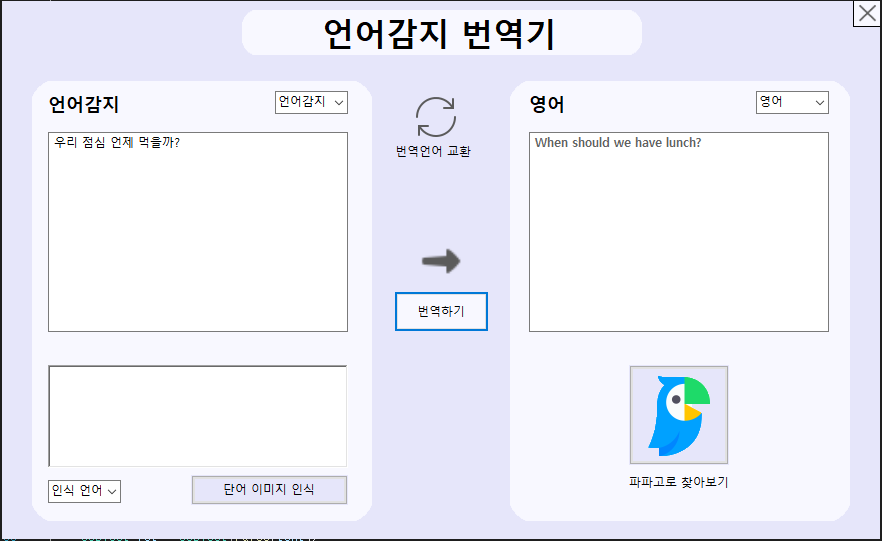 언어감지 번역기
언어감지
언어감지
우리 점심 언제 먹을까?
인식 언어
단어 이미지 인식
번역언어 교환
번역하기
영어
영어
When should we have lunch?
파파고로 찾아보기